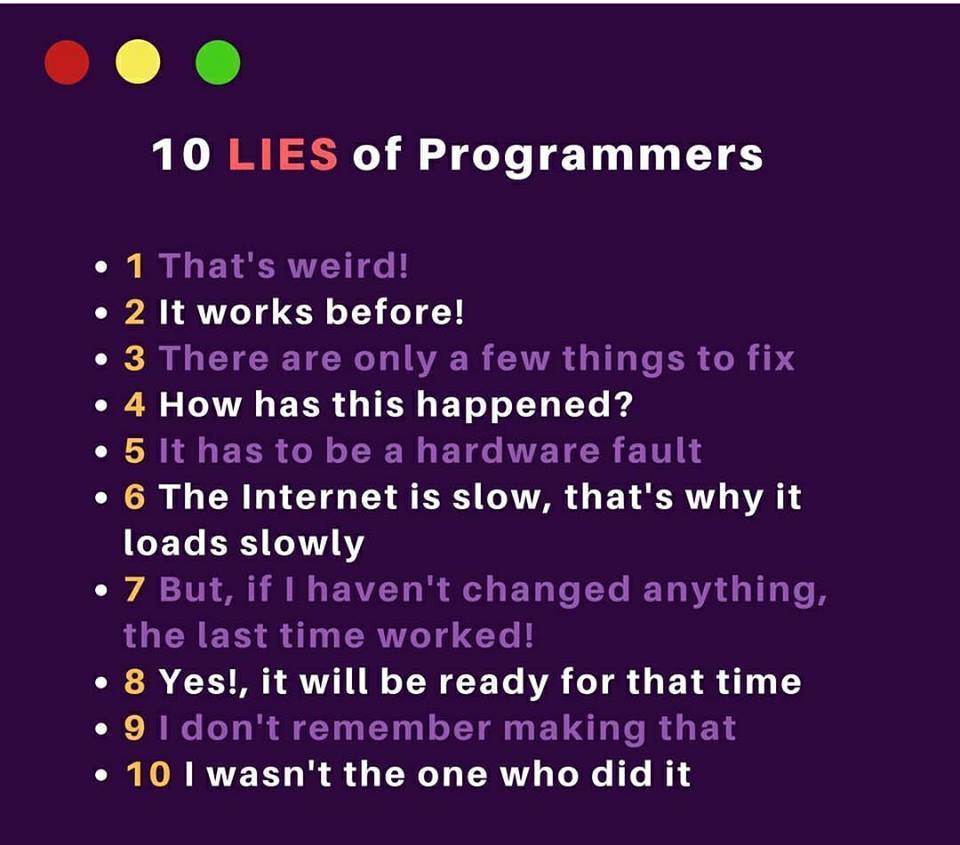 10 LIES of Programmers
• 1 That's weird!
• 2 It works before!
• 3 There are only a few things to fix
• 4 How has this happened?
• 5 It has to be a hardware fault
• 6 The Internet is slow, that's why it
loads slowly
• 7 But, if I haven't changed anything,
the last time worked!
• 8 Yes!, it will be ready for that time
• 9 I don't remember making that
• 10 I wasn't the one who did it